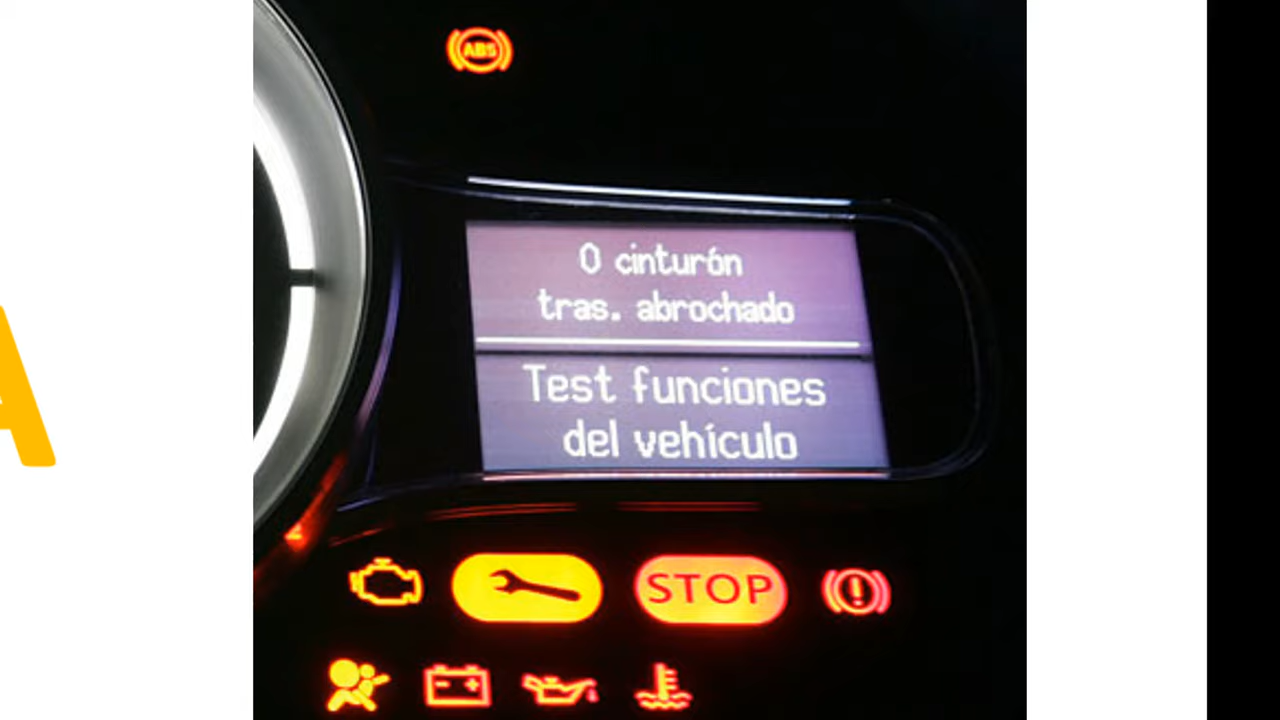 ABS
0 cinturón
tras. abrochado
Test funciones
del vehículo
STOP
A